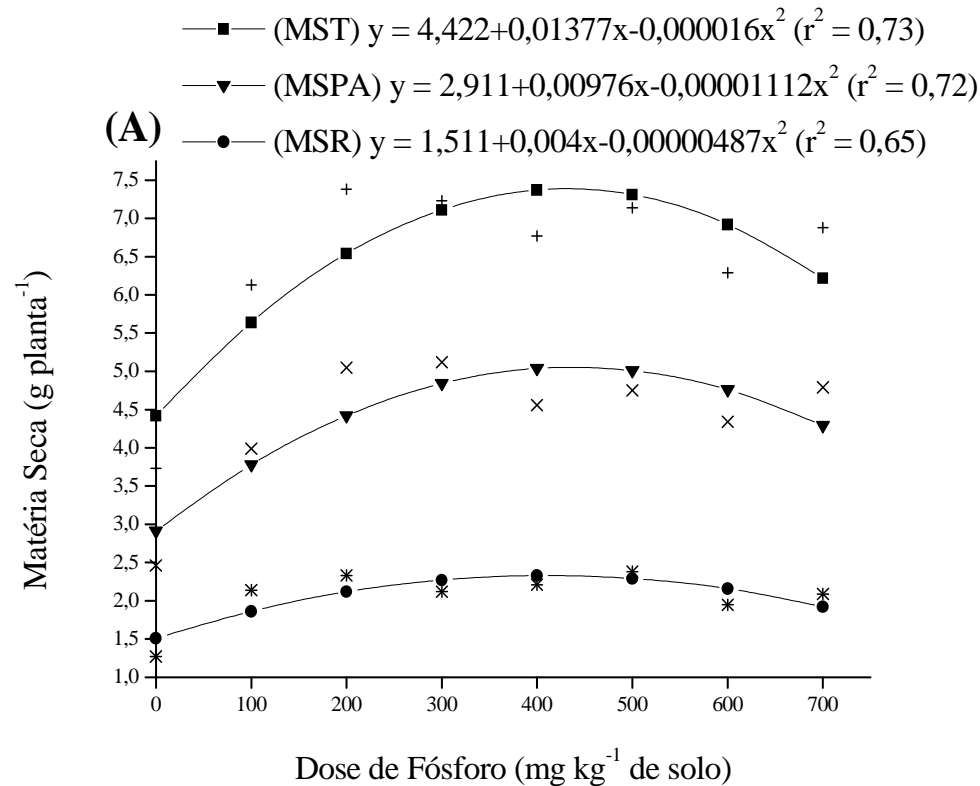 (MST) y = 4,422+0,01377x-0,000016x² (r² = 0,73)
(MSPA) y = 2,911+0,00976x-0,00001112x² (r² = 0,72)
(A)
(MSR) y = 1,511+0,004x-0,00000487x² (r² = 0,65)
7,5
7,0
6,5
6,0
5,5
5,0
4,5
4,0
3,5
3,0
2,5
2,0
1,5
1,0
Matéria Seca (g planta⁻¹)
0 100 200 300 400 500 600 700
Dose de Fósforo (mg kg⁻¹ de solo)